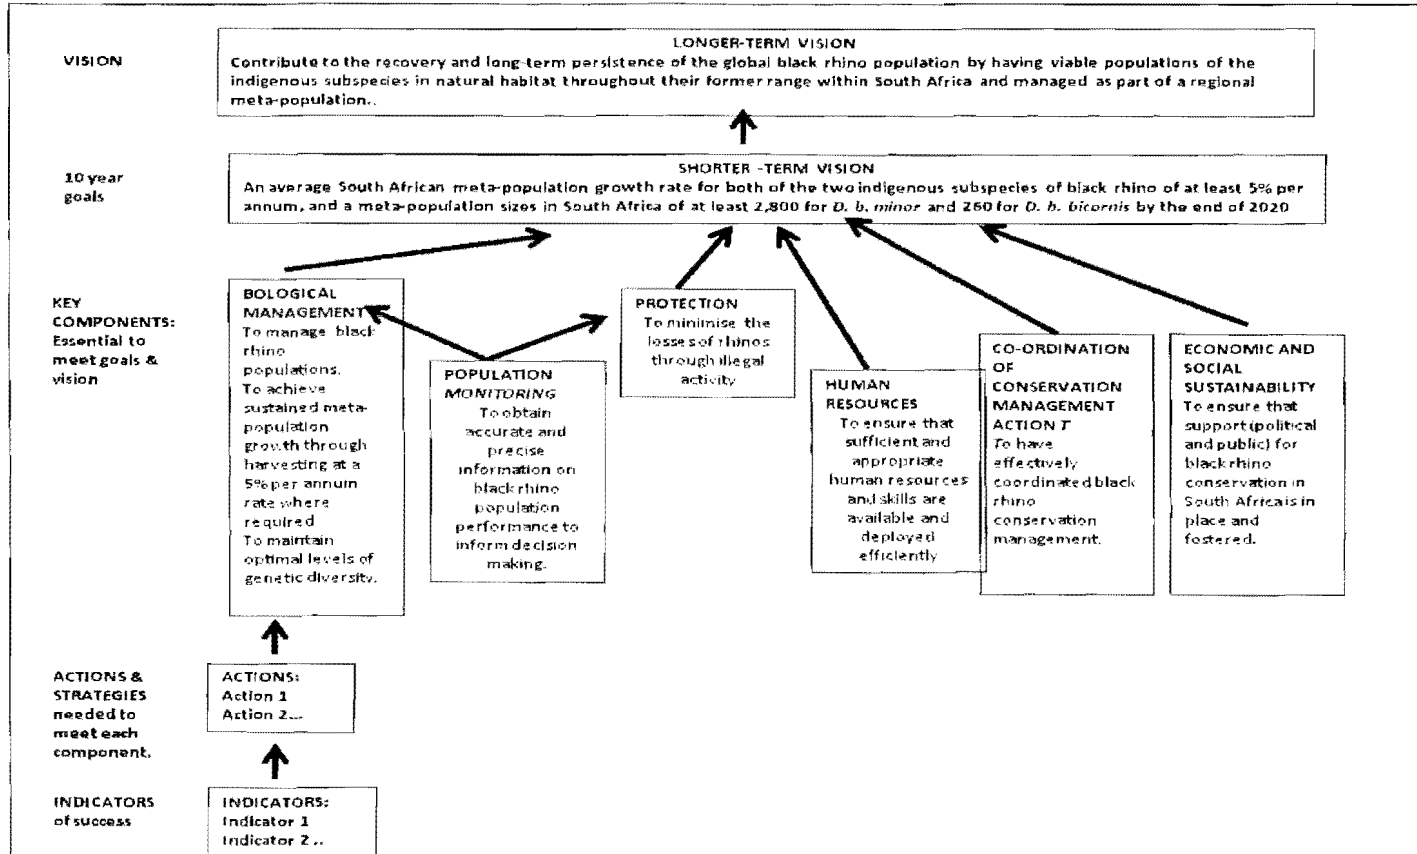 VISION
LONGER-TERM VISION
Contribute to the recovery and long-term persistence of the global black rhino population by having viable populations of the
indigenous subspecies in natural habitat throughout their former range within South Africa and managed as part of a regional
meta-population..
10 year
goals
SHORTER -TERM VISION
An average South African meta-population growth rate for both of the two indigenous subspecies of black rhino of at least 5% per
annum, and a meta-population sizes in South Africa of at least 2,800 for D. b. minor and 260 for D. b. bicornis by the end of 2020
KEY
COMPONENTS:
Essential to
meet goals &
vision
BOLOGICAL
MANAGEMENT
To manage black
rhino
populations.
To achieve
sustained meta-
population
growth through
harvesting at a
5% per annum
rate where
required
To maintain
optimal levels of
genetic diversity.
POPULATION
MONITORING
To obtain
accurate and
precise
information on
black rhino
population
performance to
inform decision
making.
PROTECTION
To minimise the
losses of rhinos
through illegal
activity
HUMAN
RESOURCES
To ensure that
sufficient and
appropriate
human resources
and skills are
available and
deployed
efficiently
CO-ORDINATION
OF
CONSERVATION
MANAGEMENT
ACTION T
To have
effectively
coordinated black
rhino
conservation
management.
ECONOMIC AND
SOCIAL
SUSTAINABILITY
To ensure that
support (political
and public) for
black rhino
conservation in
South Africa is in
place and
fostered.
ACTIONS &
STRATEGIES
needed to
meet each
component.
ACTIONS:
Action 1
Action 2...
INDICATORS
of success
INDICATORS:
Indicator 1
Indicator 2..